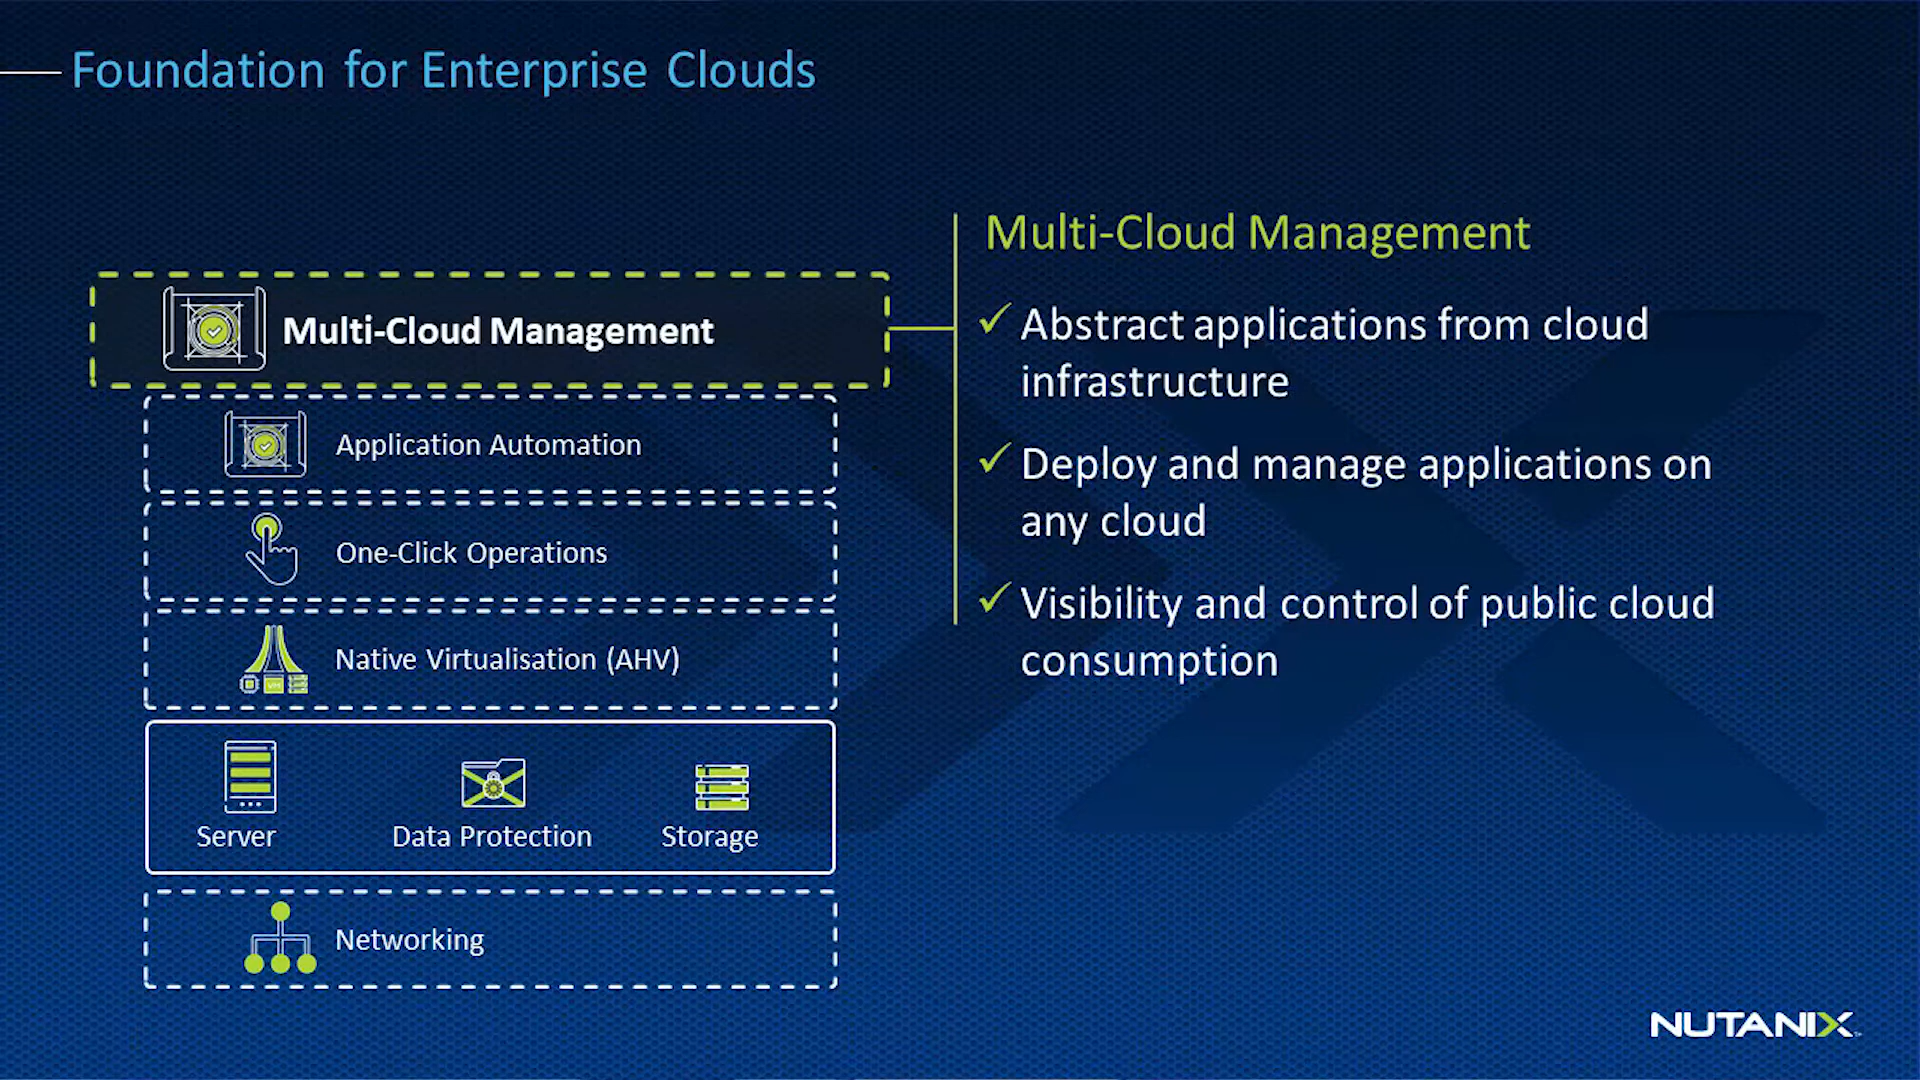 Foundation for Enterprise Clouds
Multi-Cloud Management
Application Automation
One-Click Operations
Native Virtualisation (AHV)
VM
Server
Data Protection
Storage
Networking
Multi-Cloud Management
✓ Abstract applications from cloud
infrastructure
✓ Deploy and manage applications on
any cloud
✓ Visibility and control of public cloud
consumption
NUTANIX